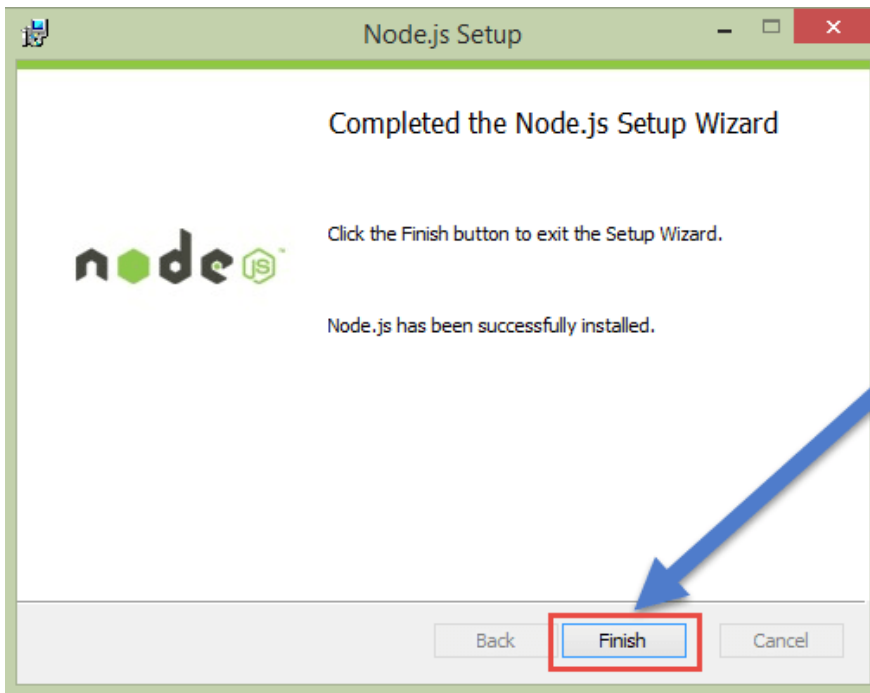 Node.js Setup
Completed the Node.js Setup Wizard
Click the Finish button to exit the Setup Wizard.
node JS™
Node.js has been successfully installed.
Back Finish Cancel